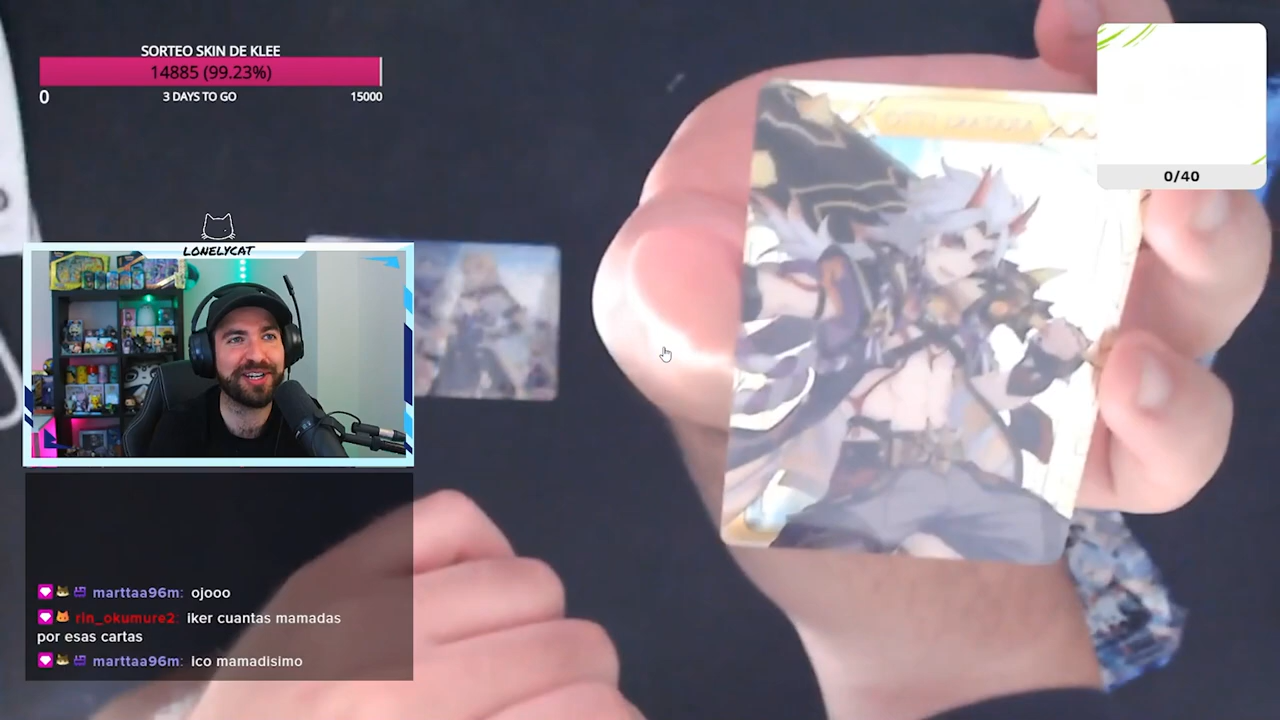 SORTEO SKIN DE KLEE
14885 (99.23%)
0
3 DAYS TO GO
15000
0/40
LONELYCAT
marttaa96m: ojooo
rin_okumure2: iker cuantas mamadas
por esas cartas
marttaa96m: Ico mamadisimo